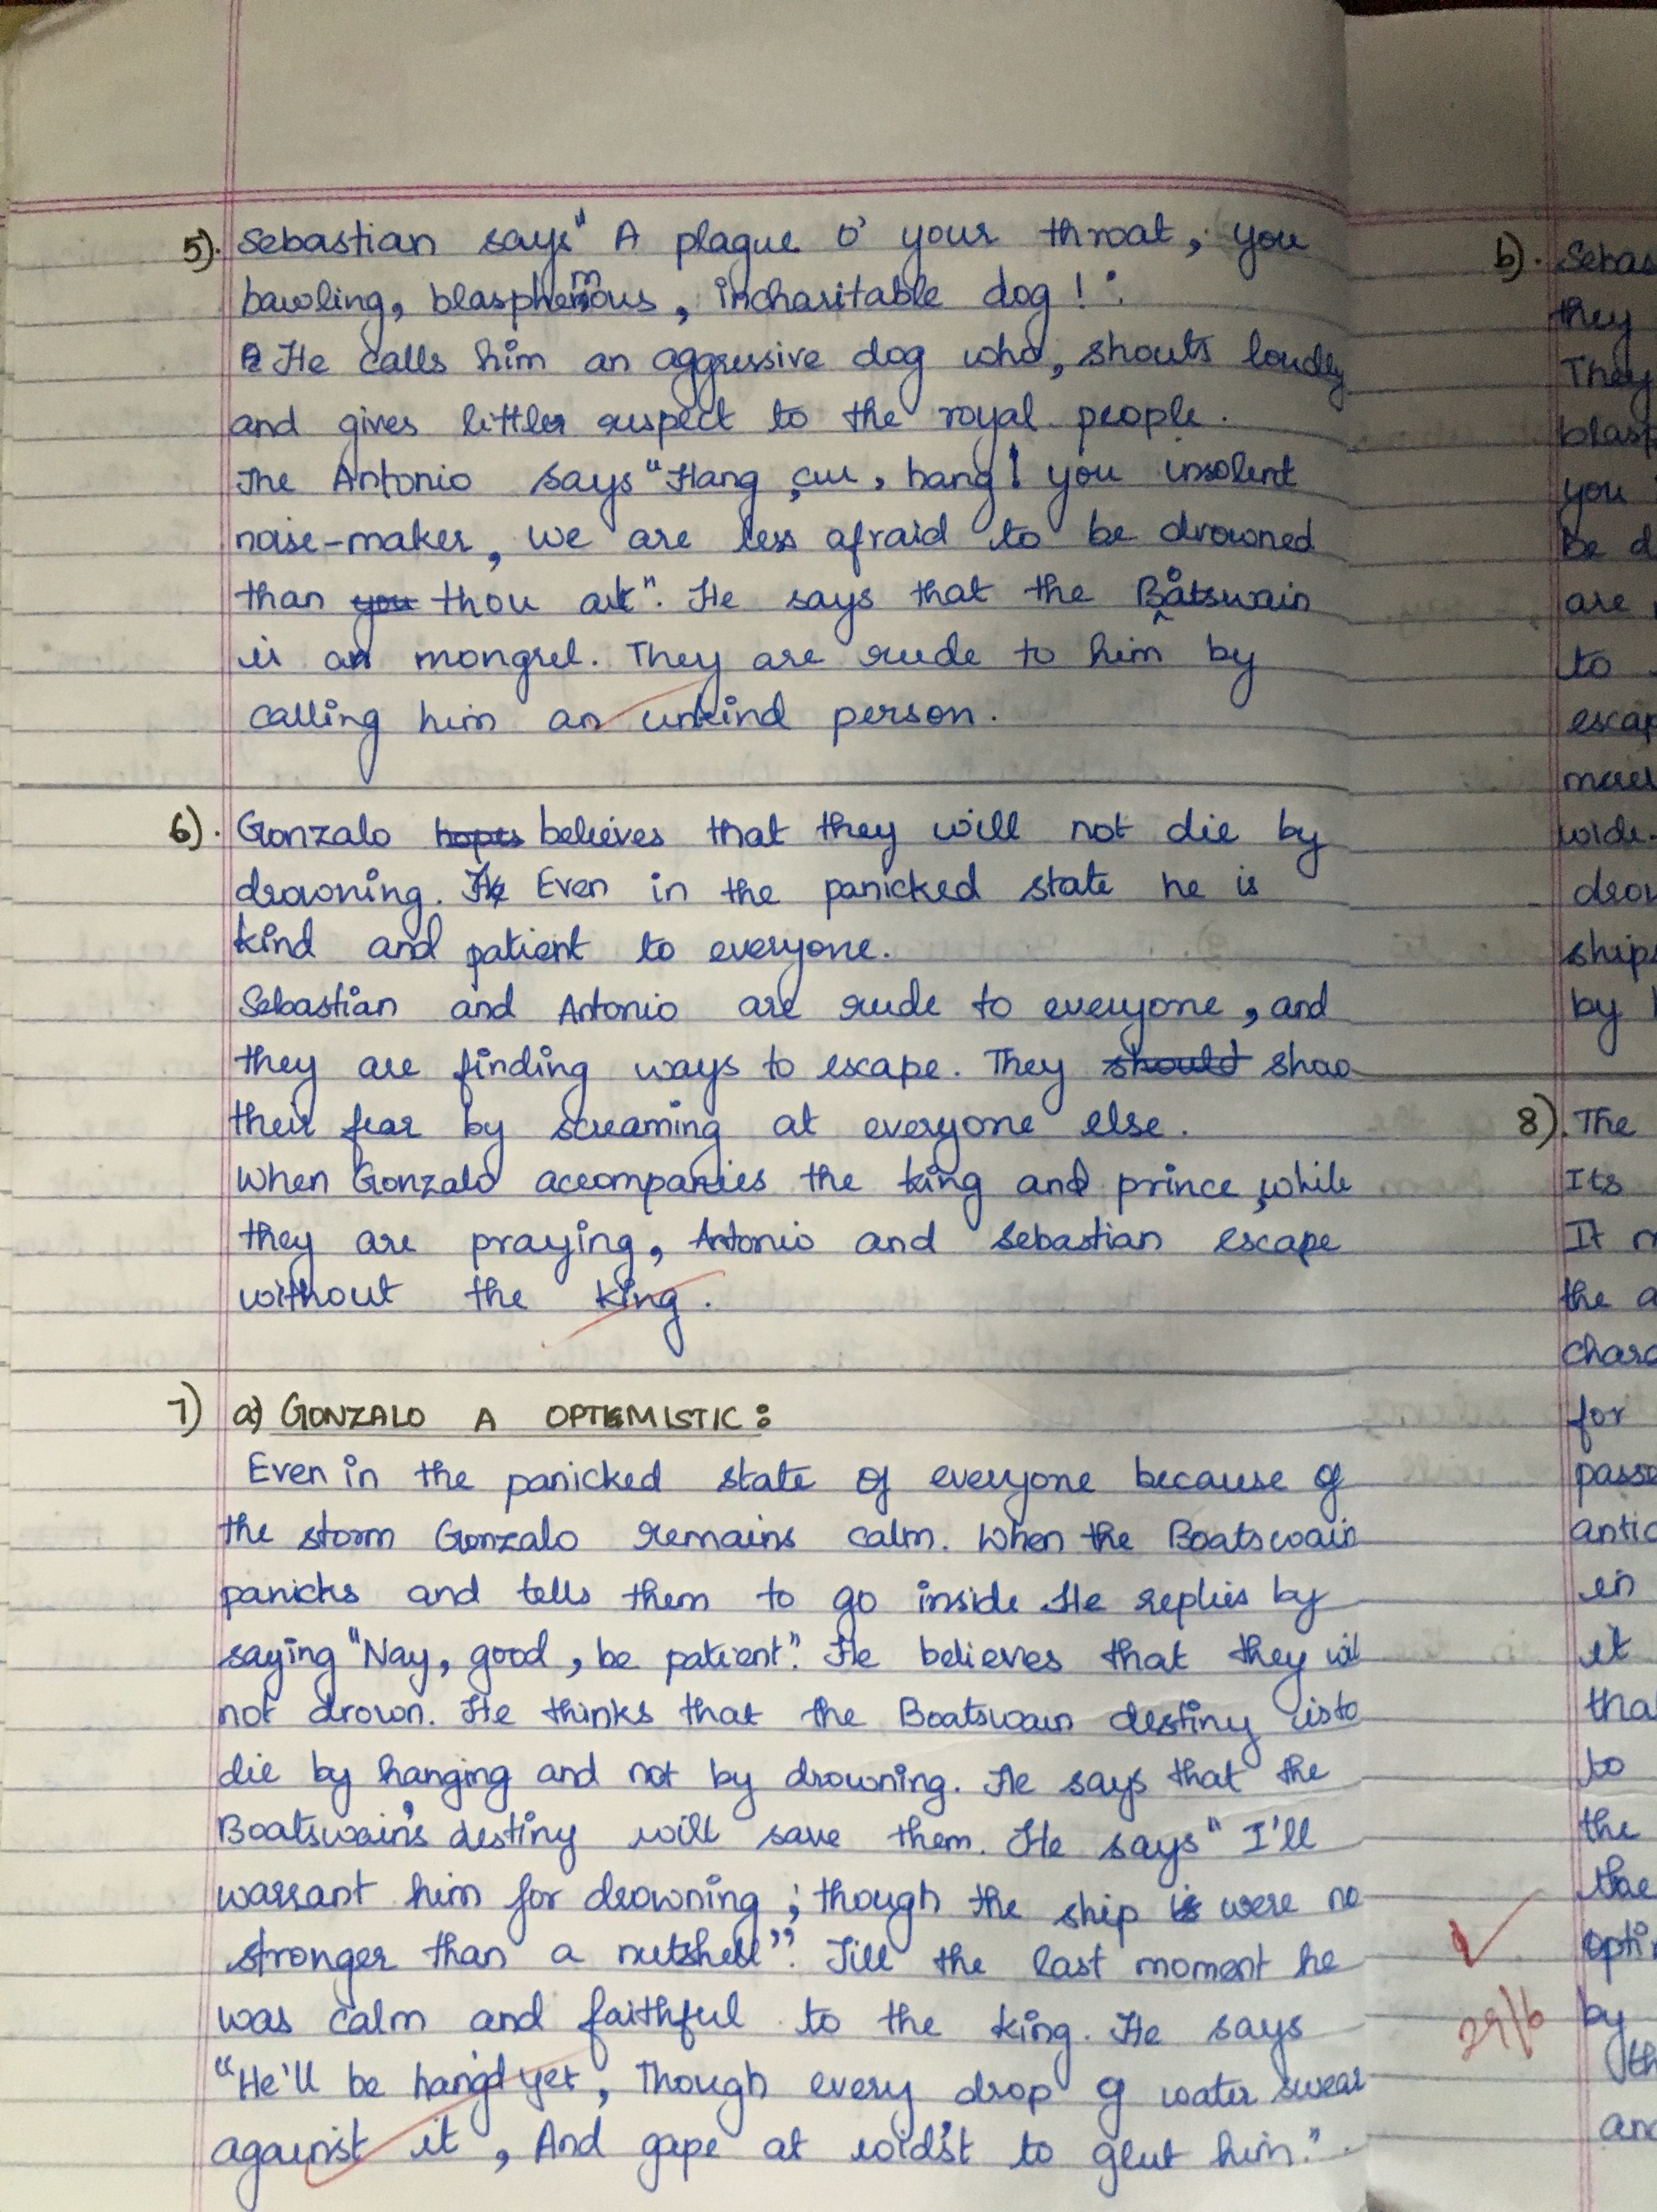 5). Sebastian says" A plague o' your throat, you
bawling, blasphemous, incharitable dog!".
He calls him an aggressive dog who, shouts loudly
and gives little respect to the royal people.
The Antonio says "Hang cur, hang! you insolent
noise-maker, we are less afraid to be drowned
than you thou art". He says that the Boatswain
is a mongrel. They are rude to him by
calling him an unkind person.
6). Gonzalo hopes believes that they will not die by
drowning. He Even in the panicked state he is
kind and patient to everyone.
Sebastian and Antonio are rude to everyone, and
they are finding ways to escape. They should show
their fear by screaming at everyone else.
When Gonzalo accompanies the king and prince, while
they are praying, Antonio and Sebastian escape
without the king.
7) a) GONZALO A OPTIMISTIC:
Even in the panicked state of everyone because of
the storm Gonzalo remains calm. When the Boatswain
panicks and tells them to go inside He replies by
saying "Nay, good, be patient". He believes that they will
not drown. He thinks that the Boatswain destiny is to
die by hanging and not by drowning. He says that the
Boatswain's destiny will save them. He says "I'll
warrant him for drowning; though the ship is were no
stronger than a nutshell". Till the last moment he
was calm and faithful to the king. He says
"He'll be hang'd yet, Though every drop of water swear
against it, And gape at wid'st to glut him."
b). Sebas
they
They
blasp
you
be d
are
to
escap
wide-
drow
ships
by
8). The
Its
It
the a
chara
for
passe
antic
in
it
tha
to
the
the
opti
by
th
and
29/6